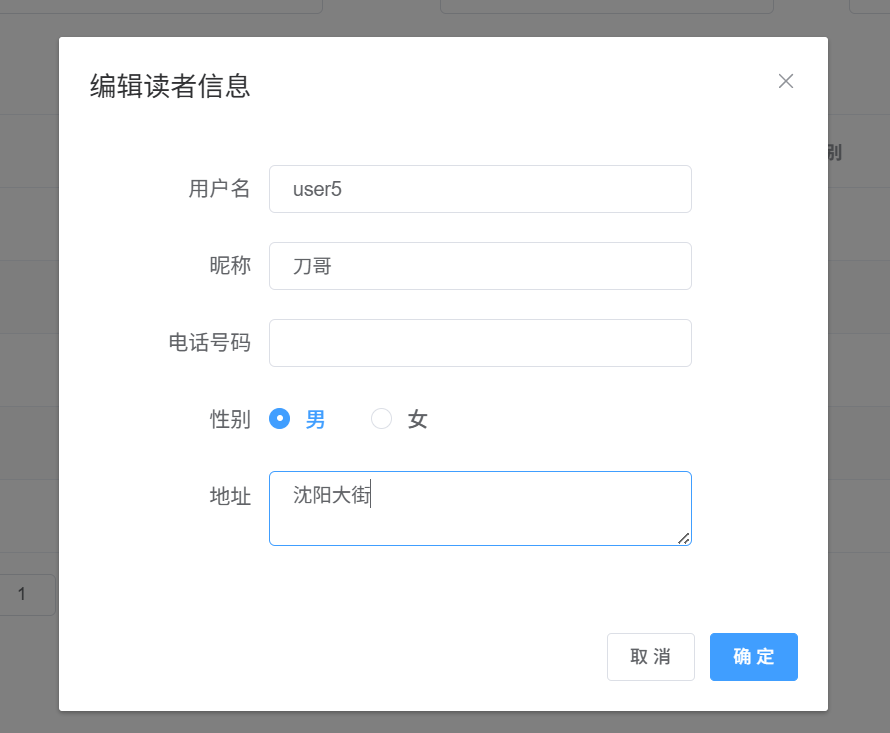 编辑读者信息
别
用户名 user5
昵称 刀哥
电话号码
性别 男 女
地址 沈阳大街
1
取 消 确 定